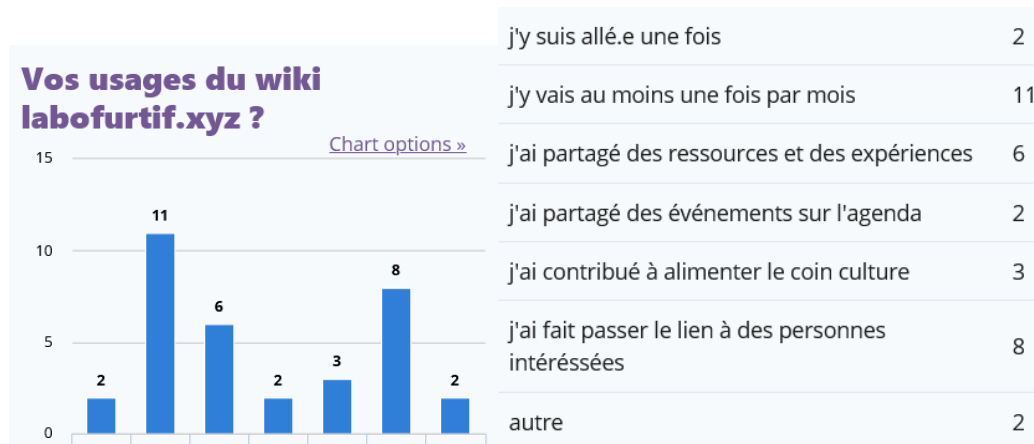 Vos usages du wiki
labofurtif.xyz ?
Chart options »
15
10
5
0
2
11
6
2
3
8
2
j'y suis allé.e une fois 2
j'y vais au moins une fois par mois 11
j'ai partagé des ressources et des expériences 6
j'ai partagé des événements sur l'agenda 2
j'ai contribué à alimenter le coin culture 3
j'ai fait passer le lien à des personnes
intéréssées 8
autre 2